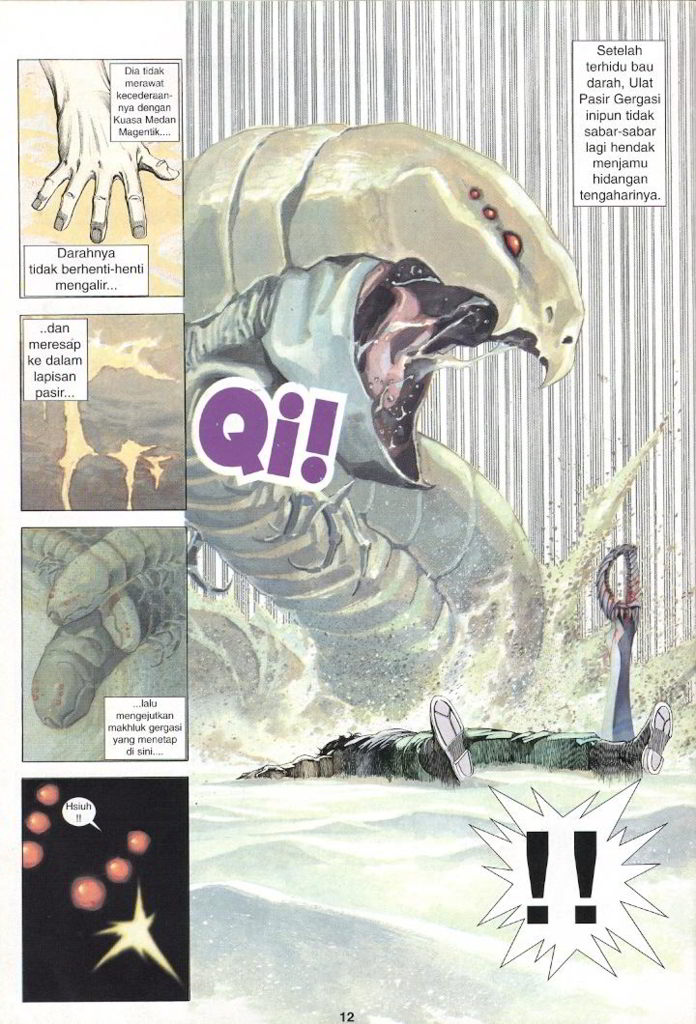 Dia tidak
merawat
kecederaan-
nya dengan
Kuasa Medan
Magentik....
Darahnya
tidak berhenti-henti
mengalir...
..dan
meresap
ke dalam
lapisan
pasir...
...lalu
mengejutkan
makhluk gergasi
yang menetap
di sini....
Hsiuh
!!
Setelah
terhidu bau
darah, Ulat
Pasir Gergasi
inipun tidak
sabar-sabar
lagi hendak
menjamu
hidangan
tengaharinya.
Qi!
!!
12